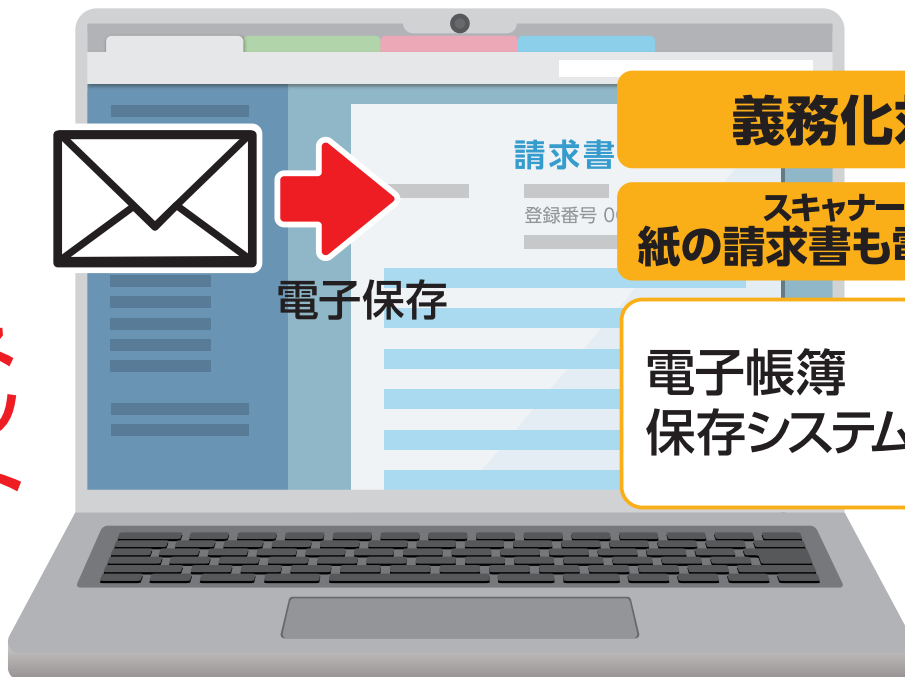 請求書
登録番号
電子保存
義務化
スキャナー
紙の請求書も電
電子帳簿
保存システム